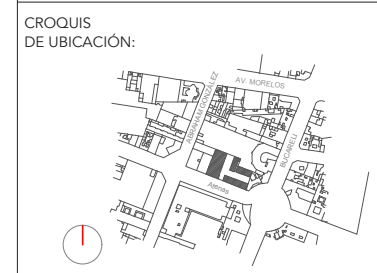 CROQUIS
DE UBICACIÓN:
AV. MORELOS
ABRAHAM GONZÁLEZ
BUCARELI
Atenas